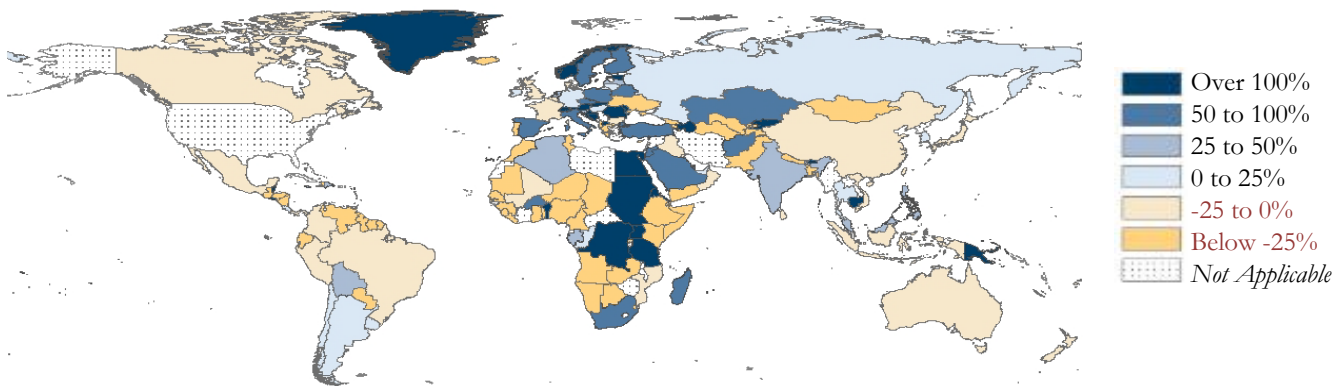 Over 100%
50 to 100%
25 to 50%
0 to 25%
-25 to 0%
Below -25%
Not Applicable